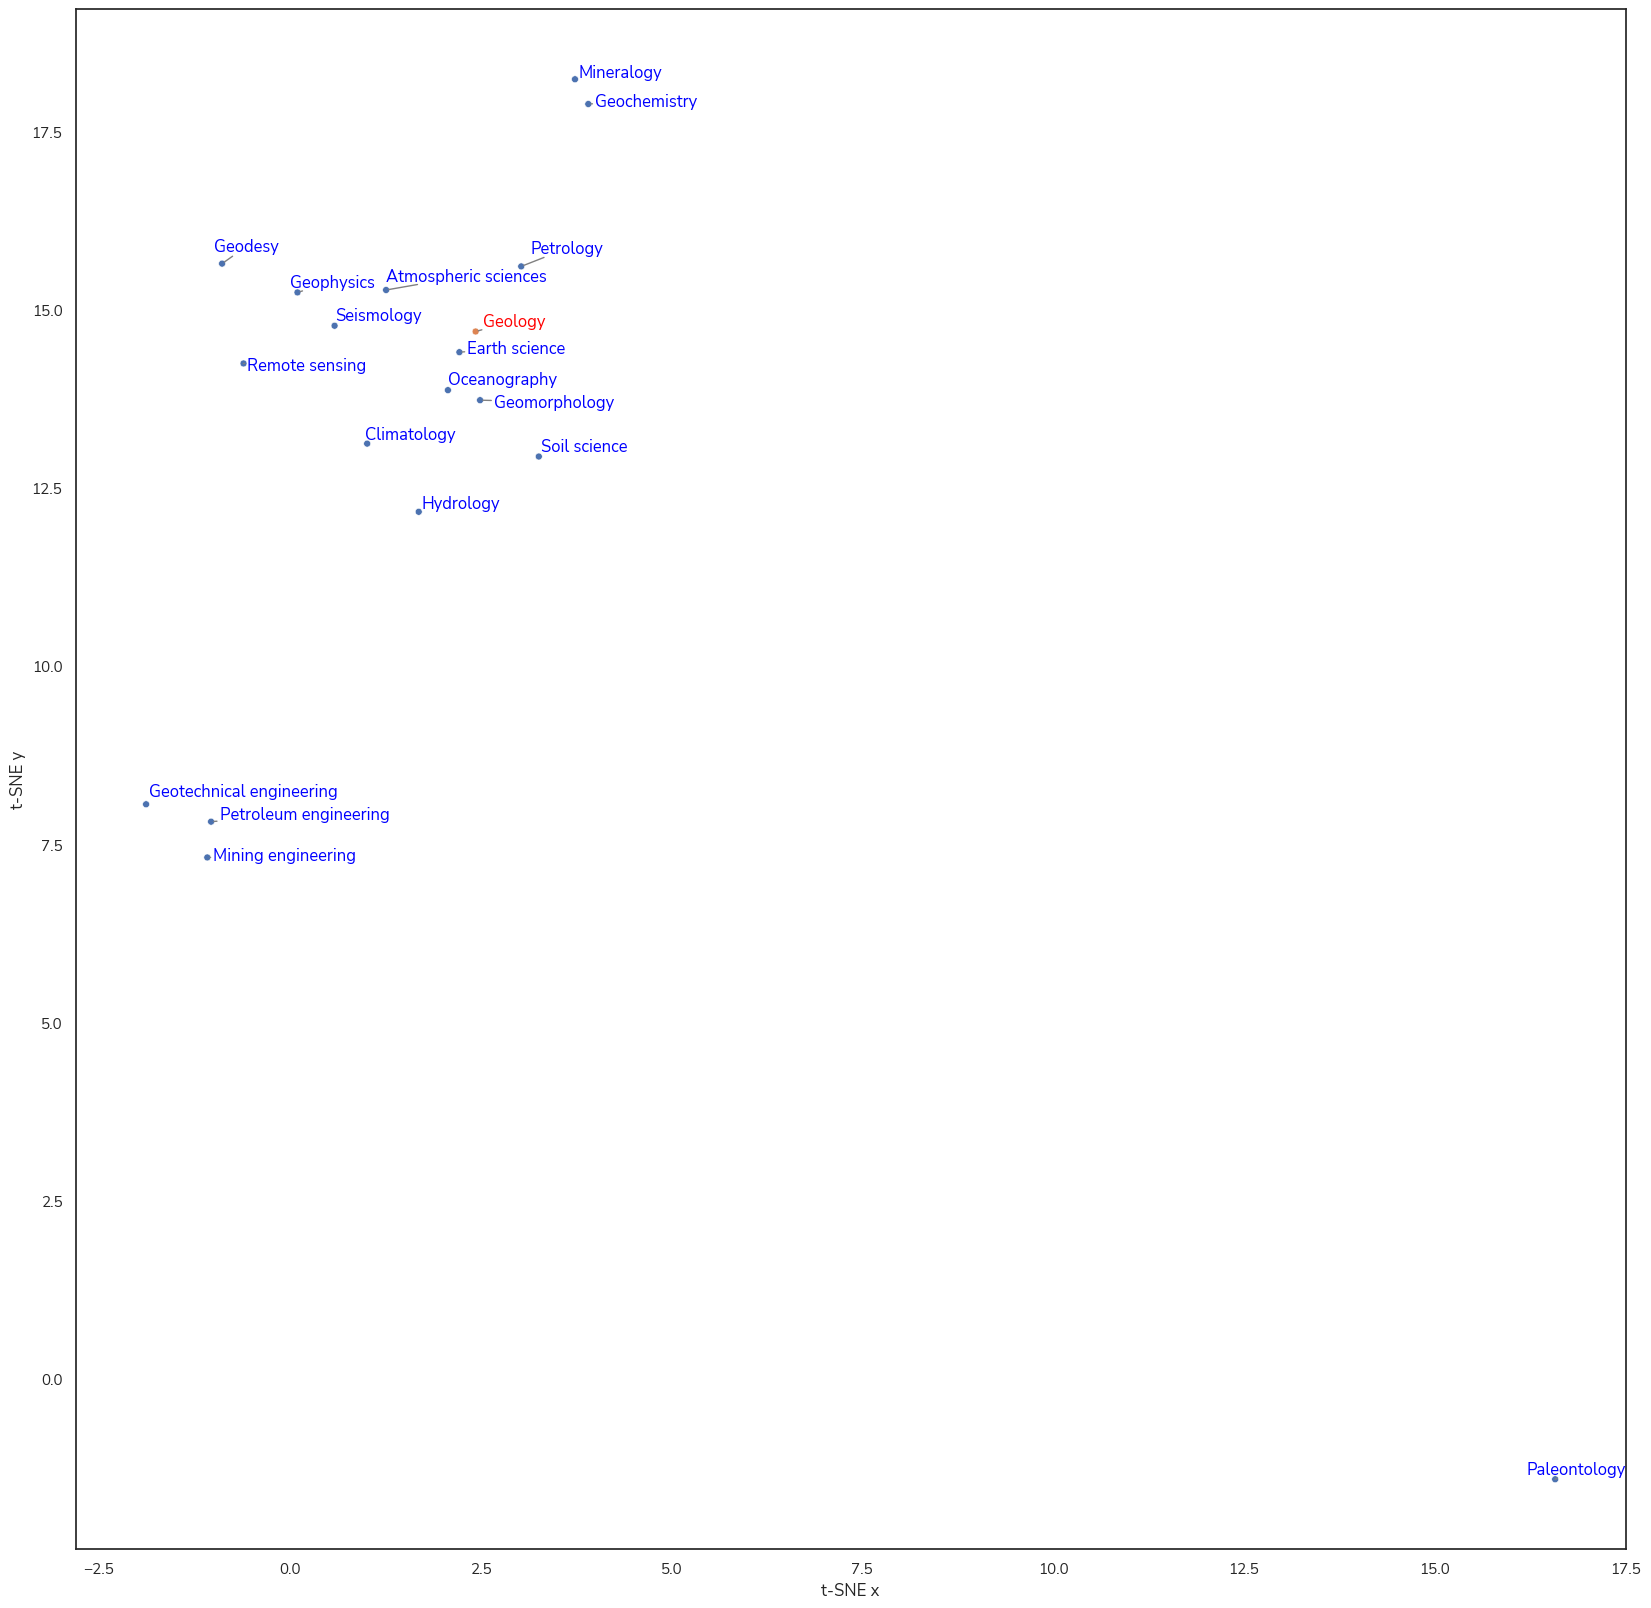 Mineralogy
Geochemistry
17.5
Geodesy
Petrology
Atmospheric sciences
Geophysics
15.0
Seismology
Geology
Earth science
Remote sensing
Oceanography
Geomorphology
Climatology
Soil science
12.5
Hydrology
10.0
t-SNE y
Geotechnical engineering
Petroleum engineering
7.5
Mining engineering
5.0
2.5
0.0
Paleontology
−2.5 0.0 2.5 5.0 7.5 10.0 12.5 15.0 17.5
t-SNE x